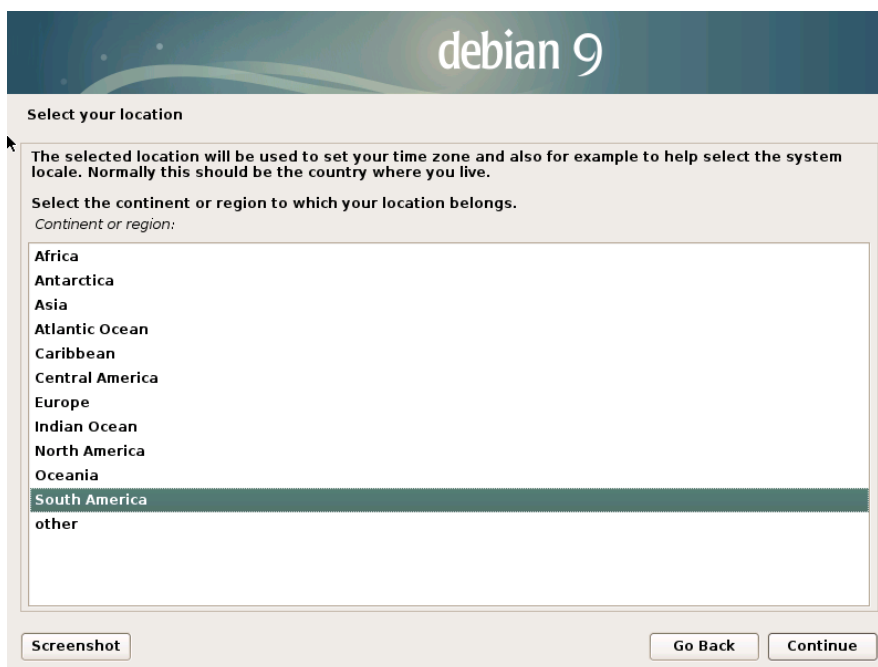 debian 9
Select your location
The selected location will be used to set your time zone and also for example to help select the system
locale. Normally this should be the country where you live.
Select the continent or region to which your location belongs.
Continent or region:
Africa
Antarctica
Asia
Atlantic Ocean
Caribbean
Central America
Europe
Indian Ocean
North America
Oceania
South America
other
Screenshot
Go Back
Continue